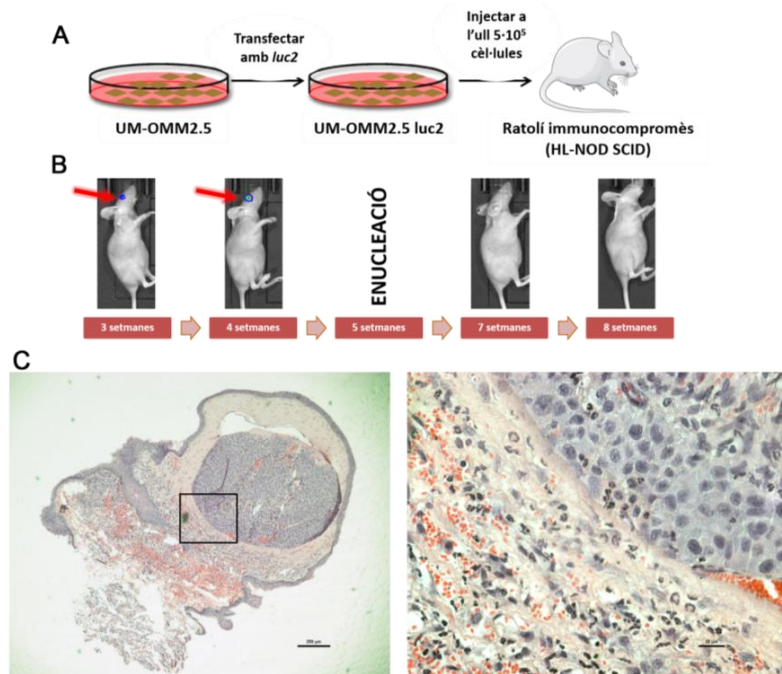 A
Transfectar
amb luc2
Injectar a
l'ull 5·10⁵
cèl·lules
UM-OMM2.5
UM-OMM2.5 luc2
Ratolí immunocompromès
(HL-NOD SCID)
B
ENUCLEACIÓ
3 setmanes
4 setmanes
5 setmanes
7 setmanes
8 setmanes
C